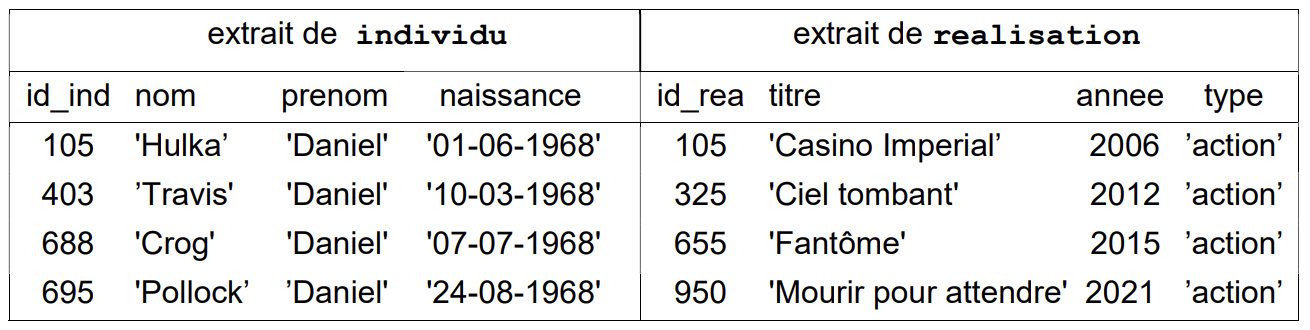 extrait de individu extrait de realisation
id_ind nom prenom naissance id_rea titre annee type
105 'Hulka’ 'Daniel' '01-06-1968' 105 'Casino Imperial’ 2006 ’action’
403 ’Travis' 'Daniel' '10-03-1968' 325 'Ciel tombant' 2012 ’action’
688 'Crog' 'Daniel' '07-07-1968' 655 'Fantôme' 2015 ’action’
695 'Pollock’ ’Daniel' '24-08-1968' 950 'Mourir pour attendre' 2021 ’action’